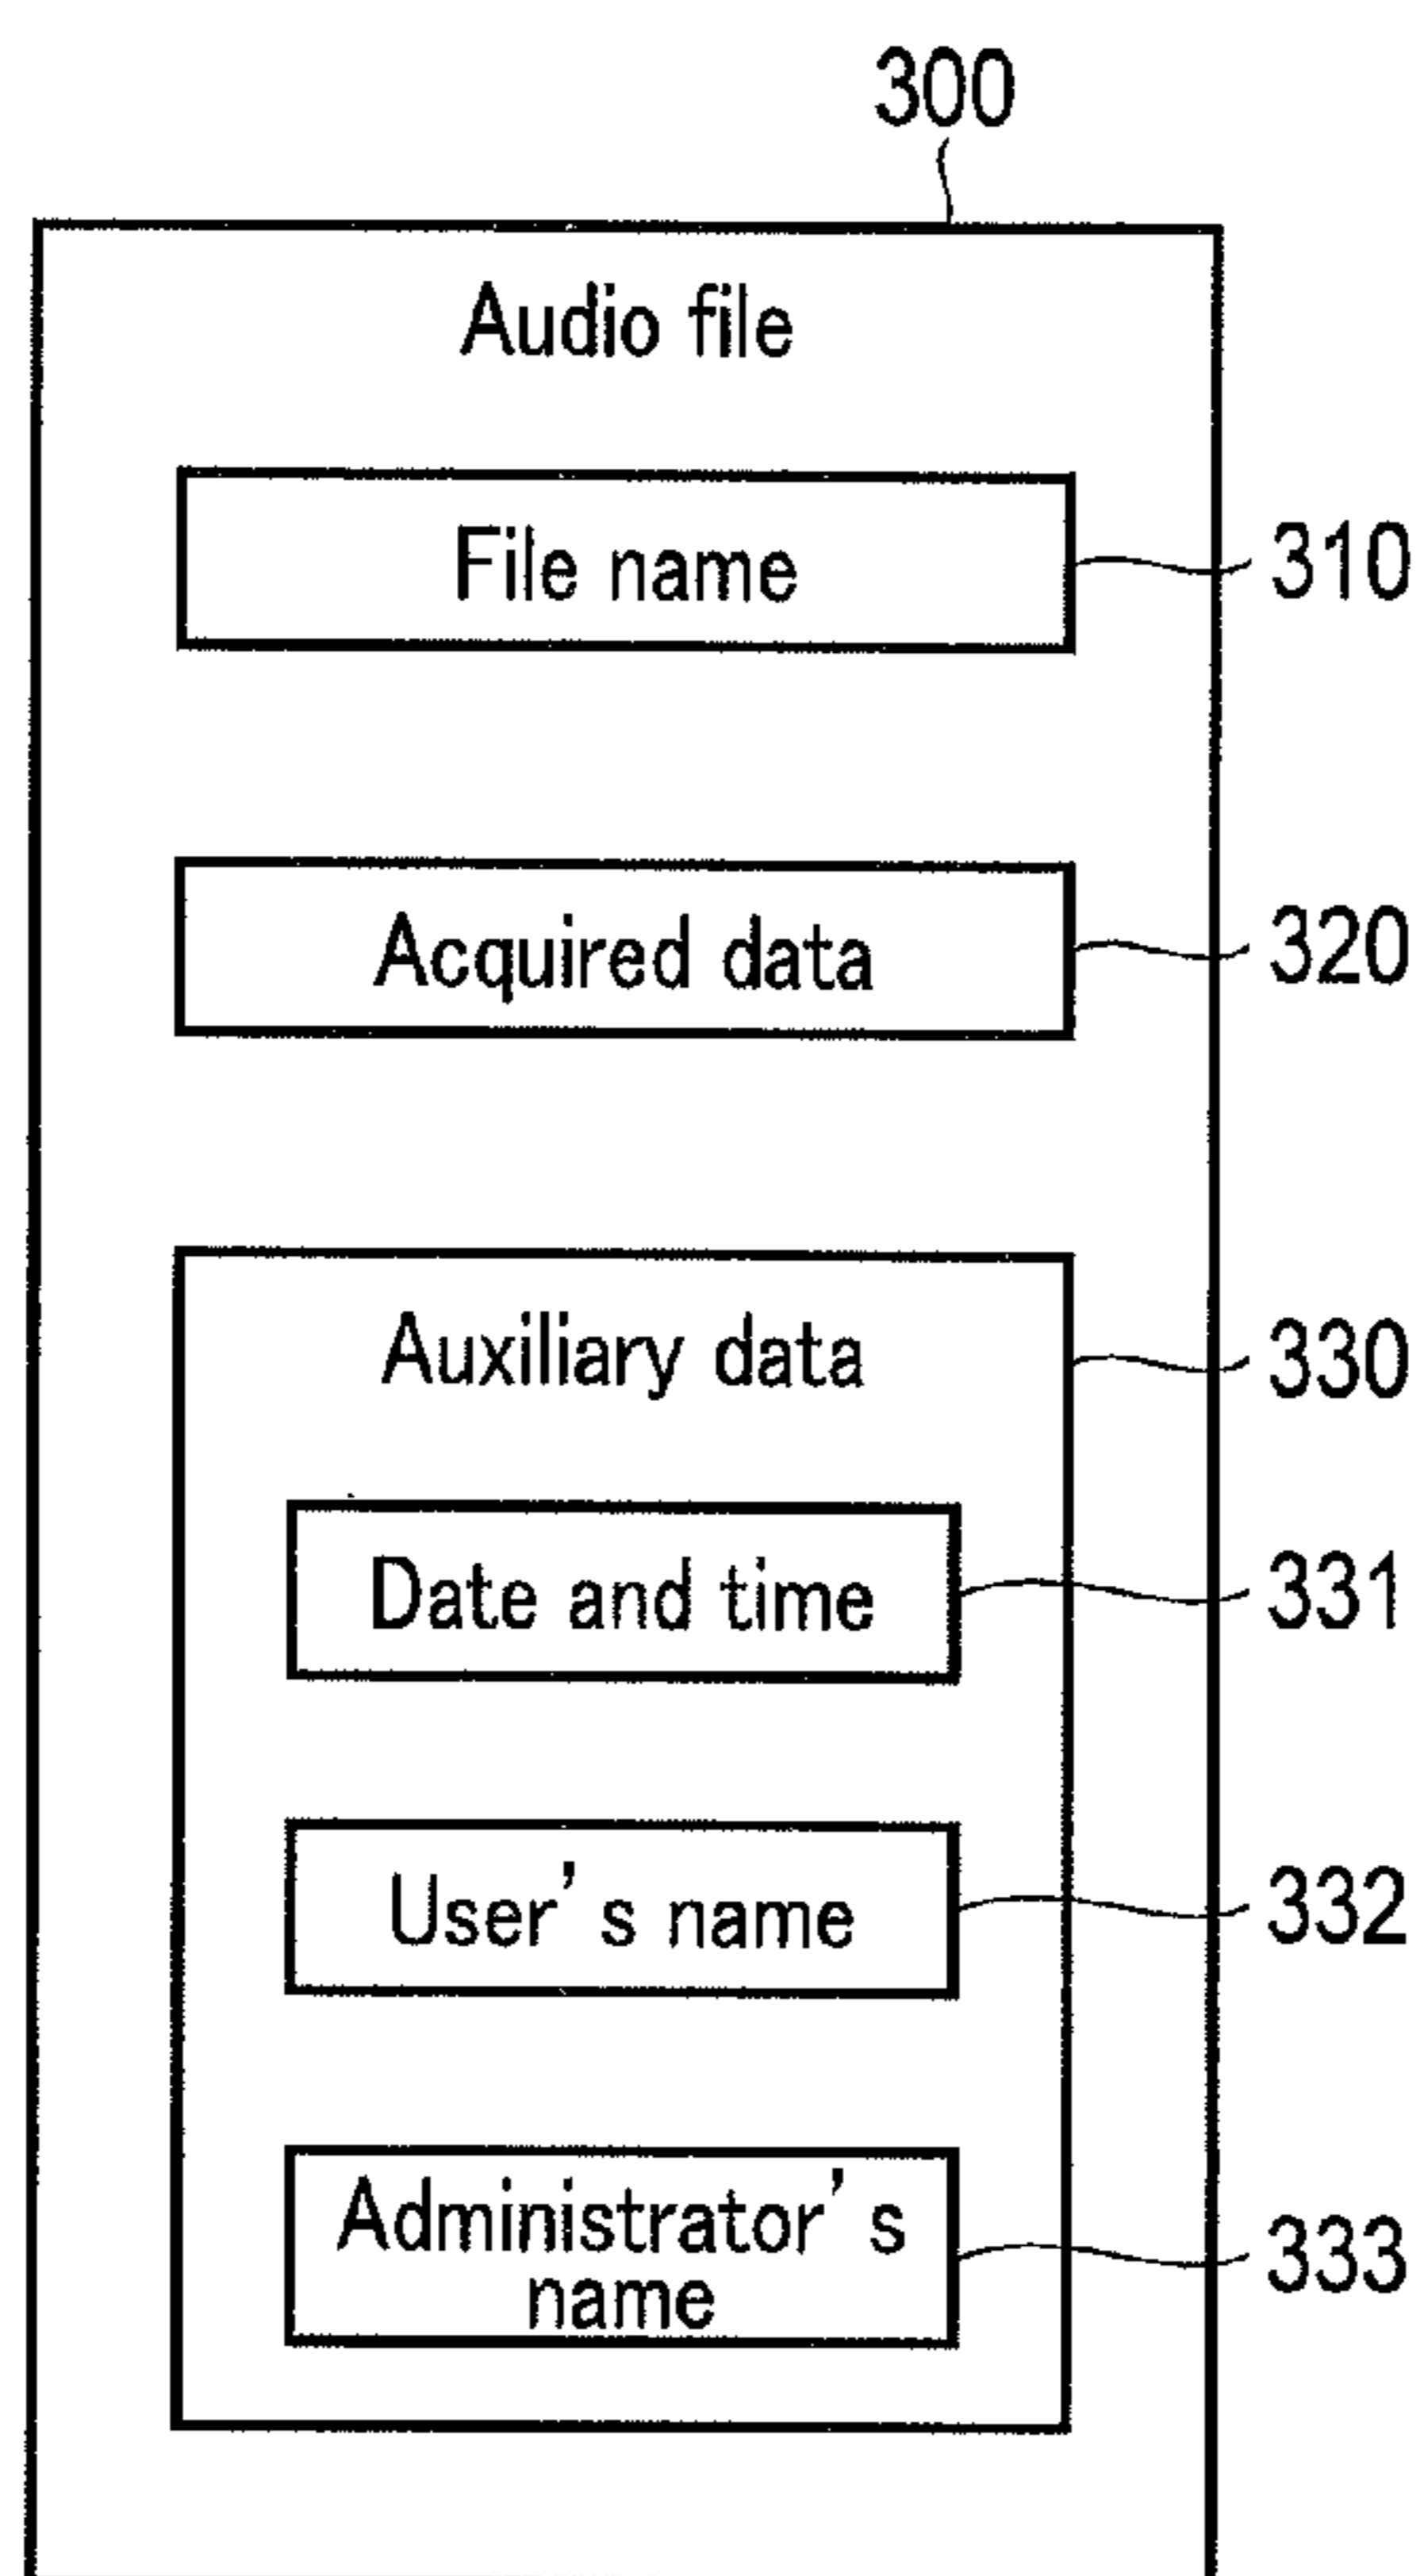 300
Audio file
File name
310
Acquired data
320
Auxiliary data
330
Date and time
331
User's name
332
Administrator's
name
333